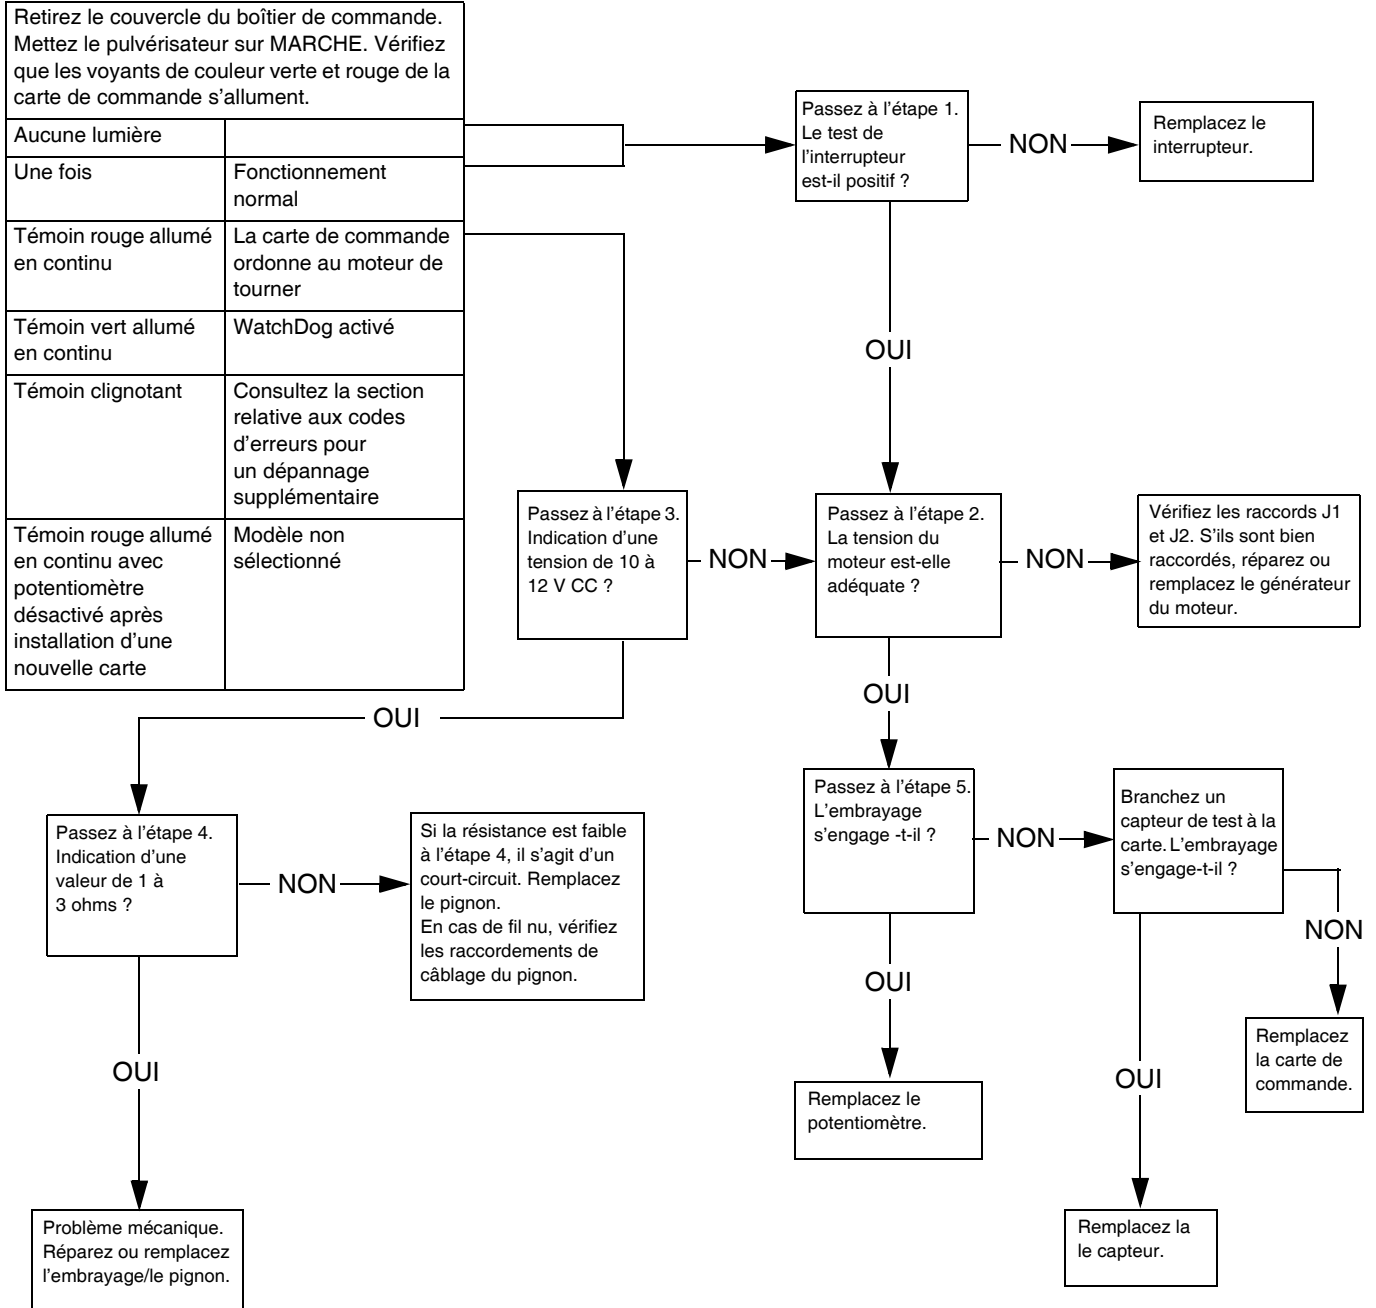 Retirez le couvercle du boîtier de commande.
Mettez le pulvérisateur sur MARCHE. Vérifiez
que les voyants de couleur verte et rouge de la
carte de commande s'allument.
Aucune lumière
Une fois
Fonctionnement
normal
Témoin rouge allumé
en continu
La carte de commande
ordonne au moteur de
tourner
Témoin vert allumé
en continu
WatchDog activé
Témoin clignotant
Consultez la section
relative aux codes
d'erreurs pour
un dépannage
supplémentaire
Témoin rouge allumé
en continu avec
potentiomètre
désactivé après
installation d'une
nouvelle carte
Modèle non
sélectionné
Passez à l'étape 1.
Le test de
l'interrupteur
est-il positif ?
NON
Remplacez le
interrupteur.
OUI
Passez à l'étape 3.
Indication d'une
tension de 10 à
12 V CC ?
NON
Passez à l'étape 2.
La tension du
moteur est-elle
adéquate ?
NON
Vérifiez les raccords J1
et J2. S'ils sont bien
raccordés, réparez ou
remplacez le générateur
du moteur.
OUI
OUI
Passez à l'étape 4.
Indication d'une
valeur de 1 à
3 ohms ?
NON
Si la résistance est faible
à l'étape 4, il s'agit d'un
court-circuit. Remplacez
le pignon.
En cas de fil nu, vérifiez
les raccordements de
câblage du pignon.
Passez à l'étape 5.
L'embrayage
s'engage -t-il ?
NON
Branchez un
capteur de test à la
carte. L'embrayage
s'engage-t-il ?
NON
OUI
Remplacez
la carte de
commande.
OUI
OUI
Remplacez le
potentiomètre.
Problème mécanique.
Réparez ou remplacez
l'embrayage/le pignon.
Remplacez la
le capteur.